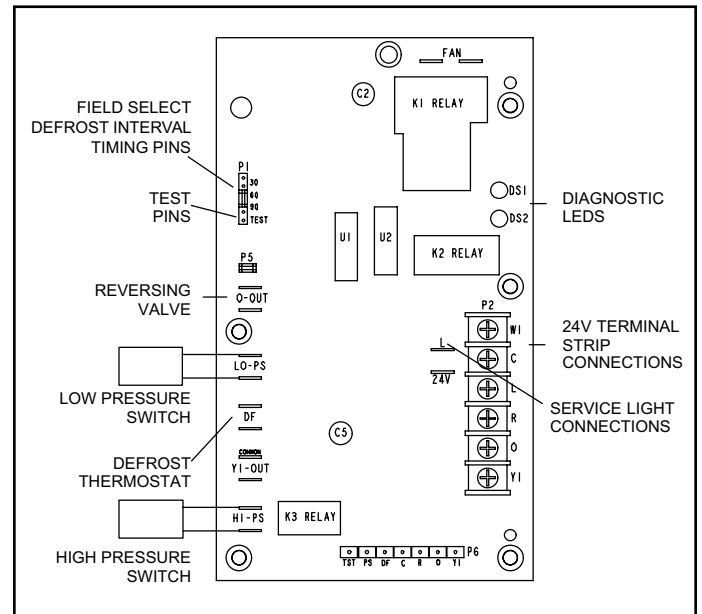 FAN
C2
K1 RELAY
FIELD SELECT
DEFROST INTERVAL
TIMING PINS
P1
30
60
90
TEST
TEST
PINS
DS1
DS2
DIAGNOSTIC
LEDS
U1
U2
K2 RELAY
P5
REVERSING
VALVE
O-OUT
P2
W1
C
L
R
O
Y1
24V TERMINAL
STRIP
CONNECTIONS
L
24V
SERVICE LIGHT
CONNECTIONS
LO-PS
LOW PRESSURE
SWITCH
DF
C5
DEFROST
THERMOSTAT
COMMON
Y1-OUT
HI-PS
K3 RELAY
HIGH PRESSURE
SWITCH
P6
TST PS DF C R O Y1